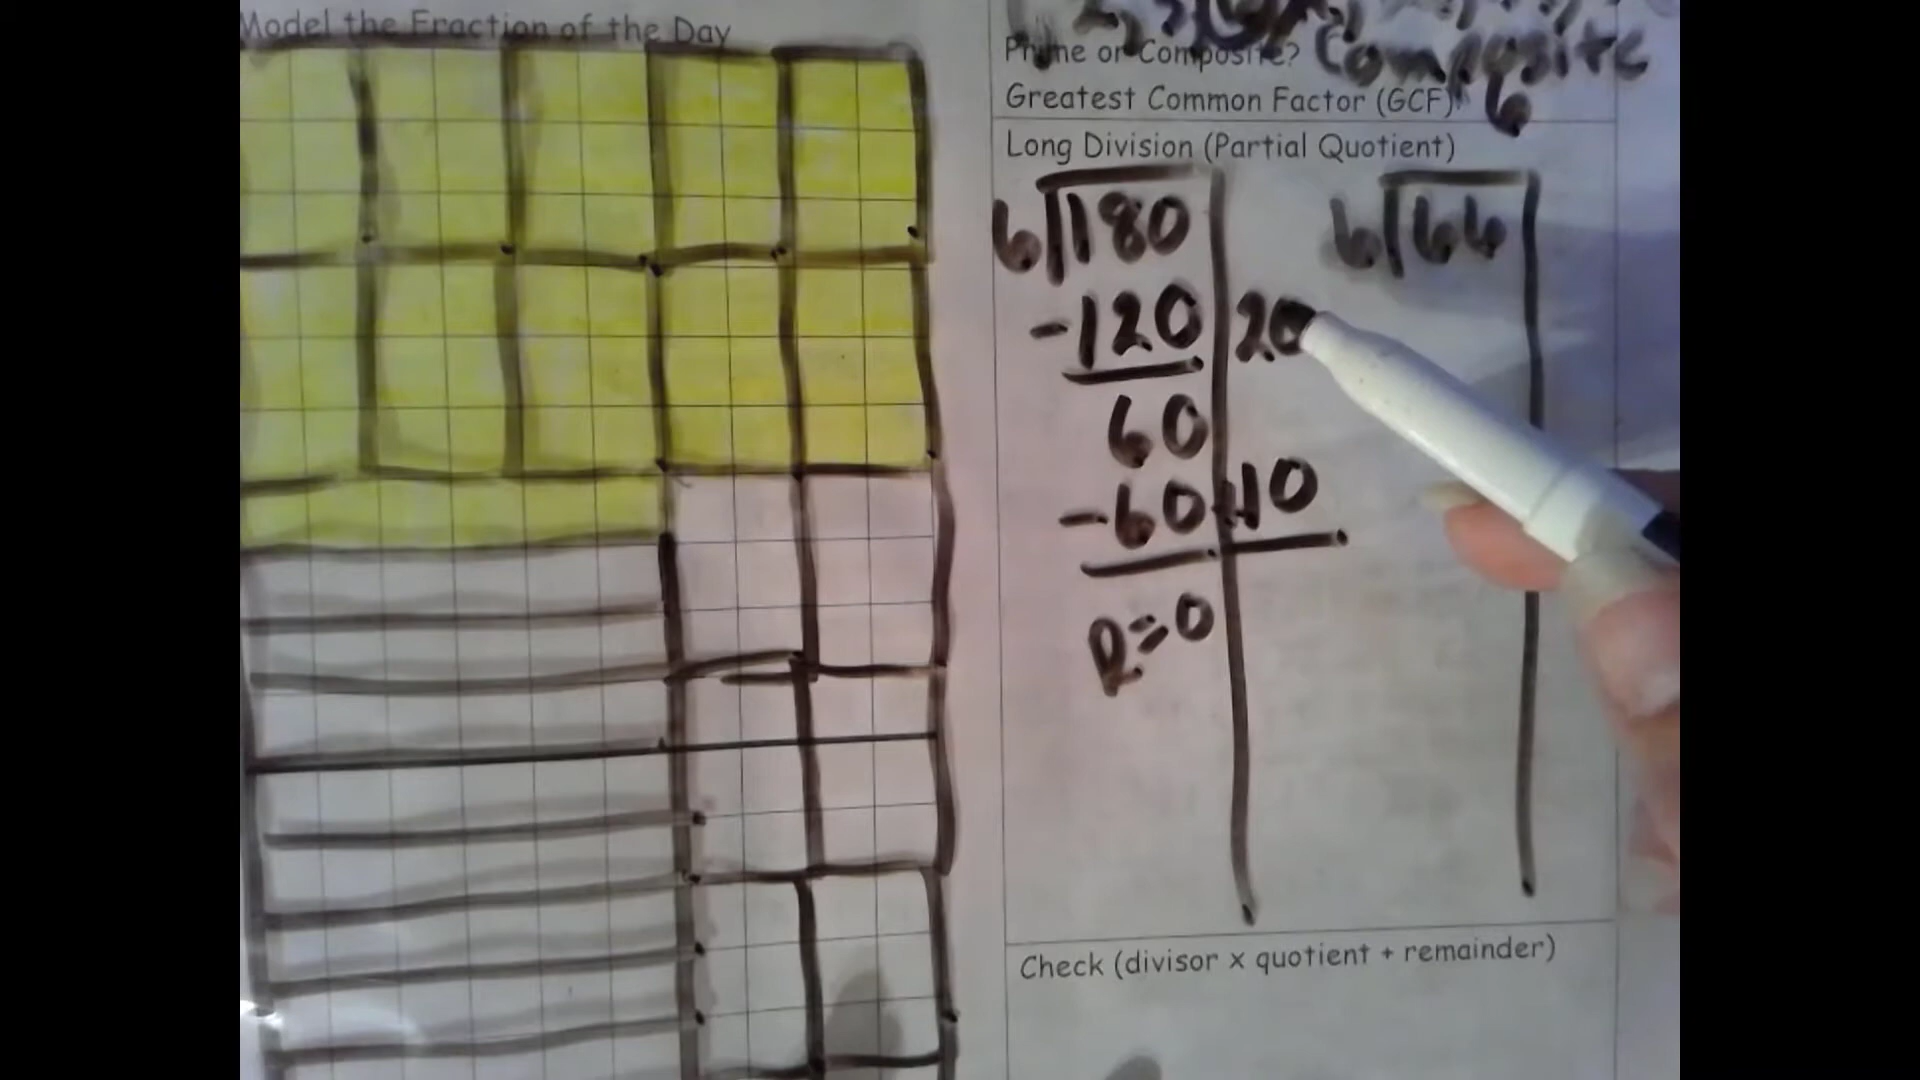 Model the Fraction of the Day
Prime or Composite? Composite
Greatest Common Factor (GCF): 6
Long Division (Partial Quotient)
6 180
-120 20
60
-60 +10
R=0
6 66
Check (divisor x quotient + remainder)